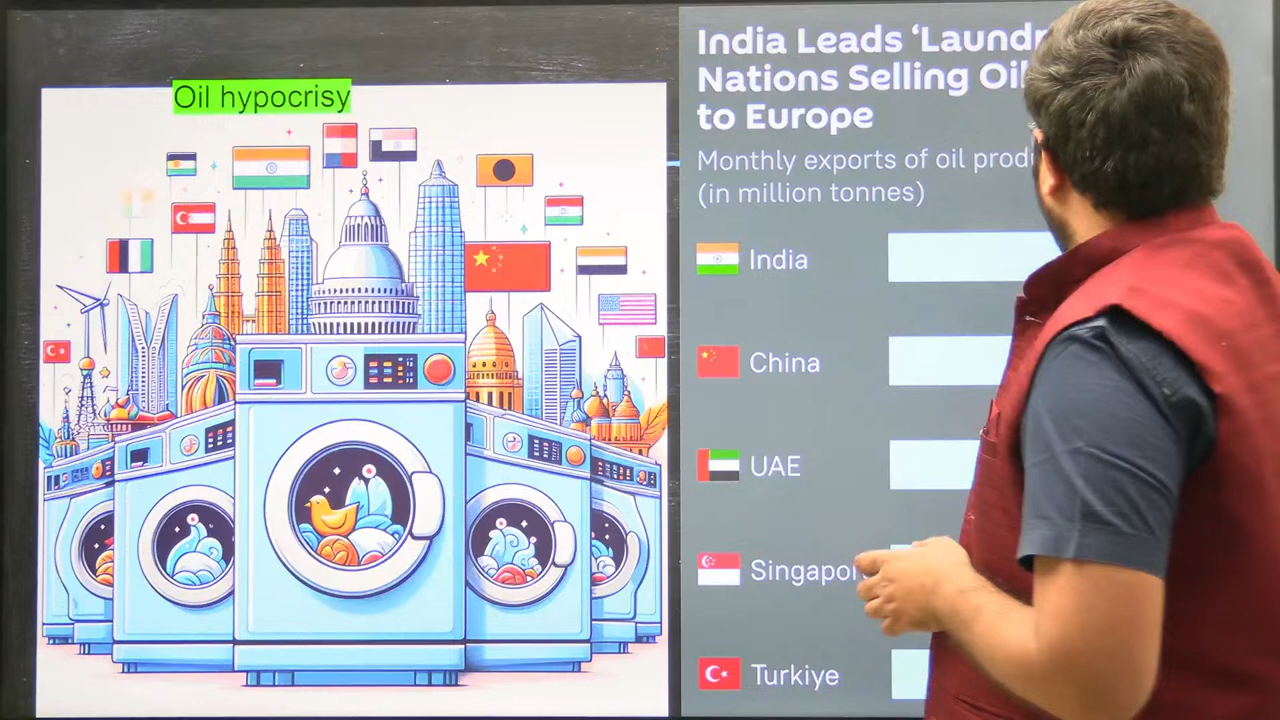 Oil hypocrisy
India Leads ‘Laundr
Nations Selling Oil
to Europe
Monthly exports of oil produ
(in million tonnes)
India
China
UAE
Singapor
Turkiye